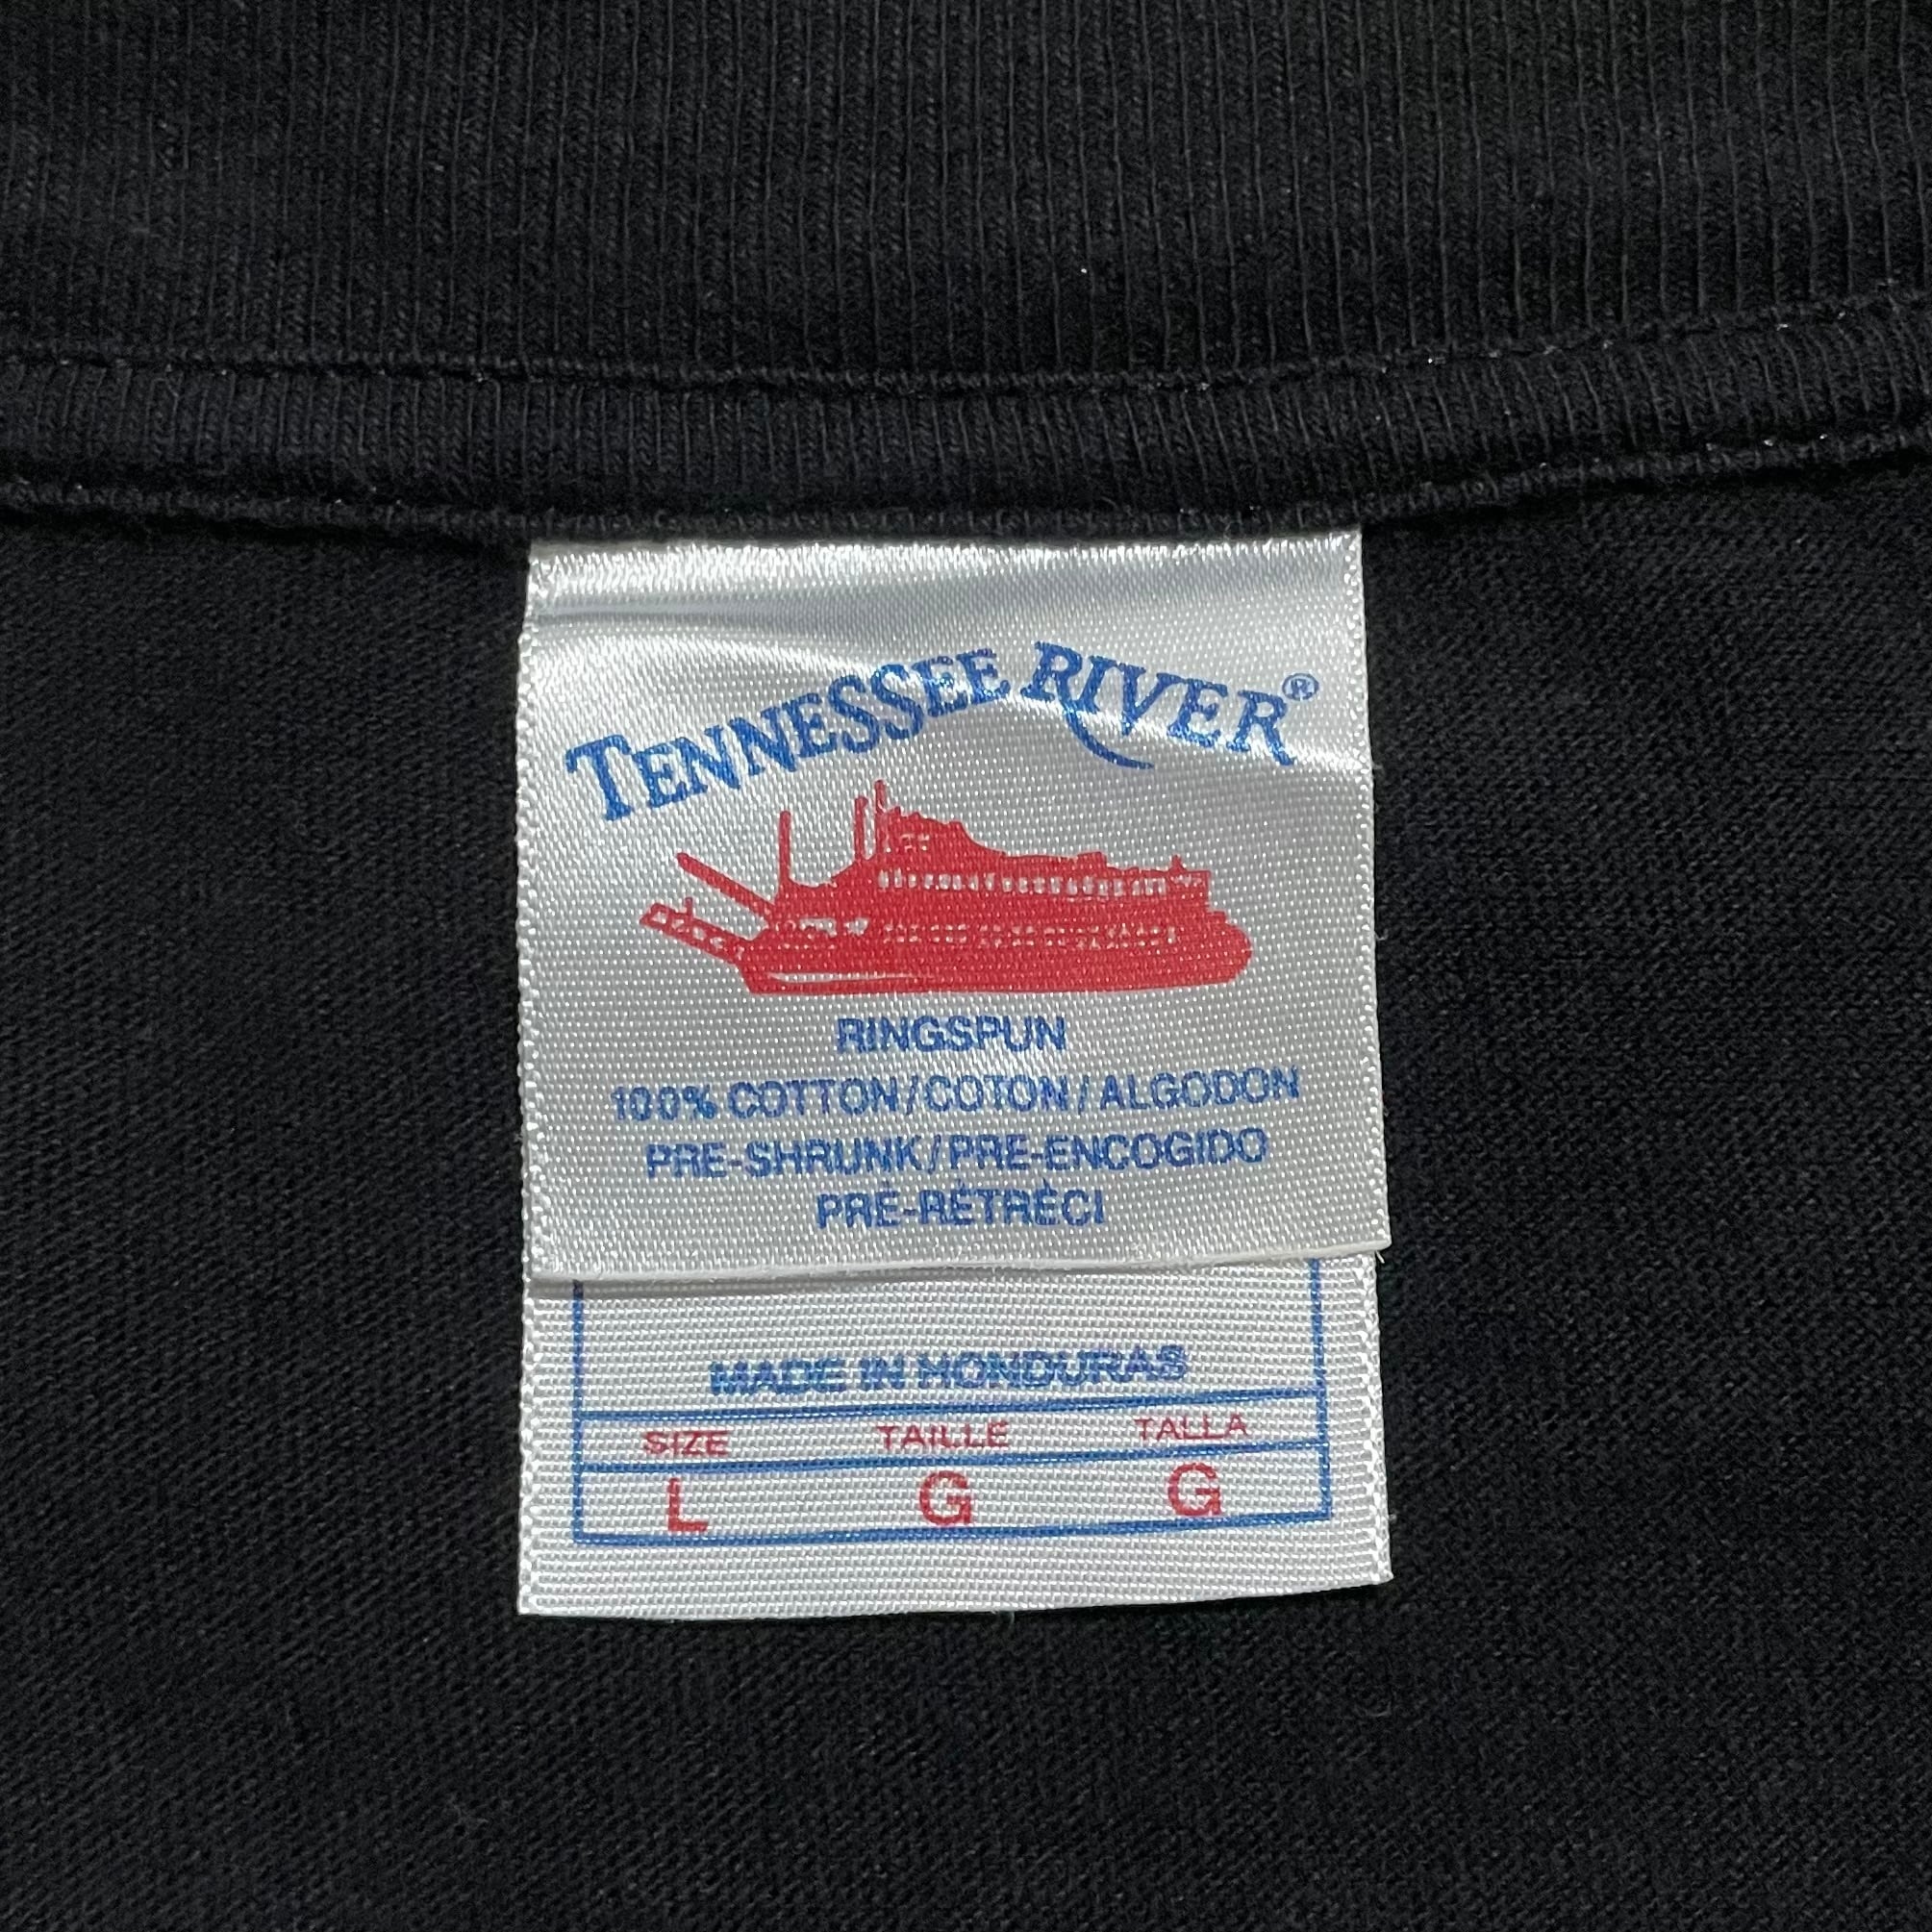 TENNESSEE RIVER®
RINGSPUN
100% COTTON/COTON/ALGODON
PRE-SHRUNK/PRE-ENCOGIDO
PRÉ-RÉTRÉCI
MADE IN HONDURAS
SIZE TAILLE TALLA
L G G